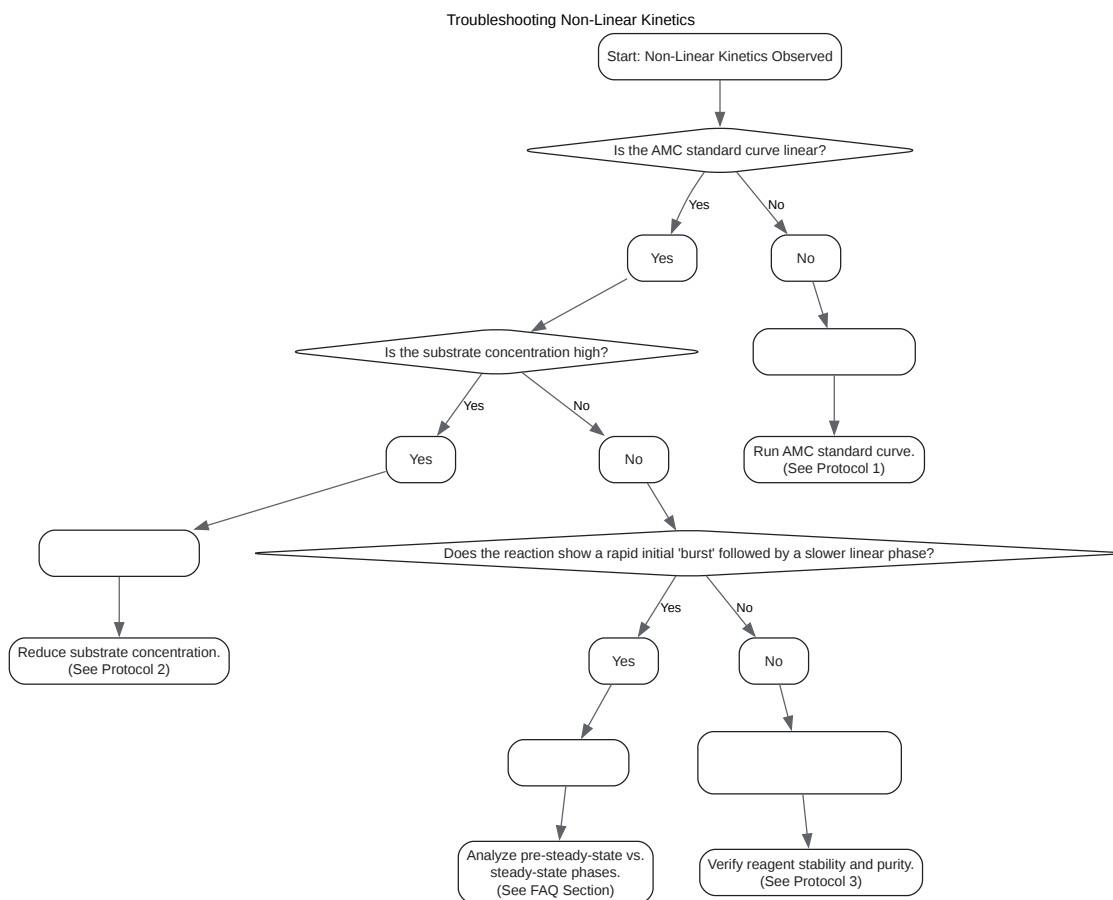 Troubleshooting Non-Linear Kinetics
Start: Non-Linear Kinetics Observed
Is the AMC standard curve linear?
Yes
No
Yes
No
Is the substrate concentration high?
Yes
No
Yes
No
Run AMC standard curve.
(See Protocol 1)
Does the reaction show a rapid initial 'burst' followed by a slower linear phase?
Reduce substrate concentration.
(See Protocol 2)
Yes
No
Yes
No
Analyze pre-steady-state vs.
steady-state phases.
(See FAQ Section)
Verify reagent stability and purity.
(See Protocol 3)